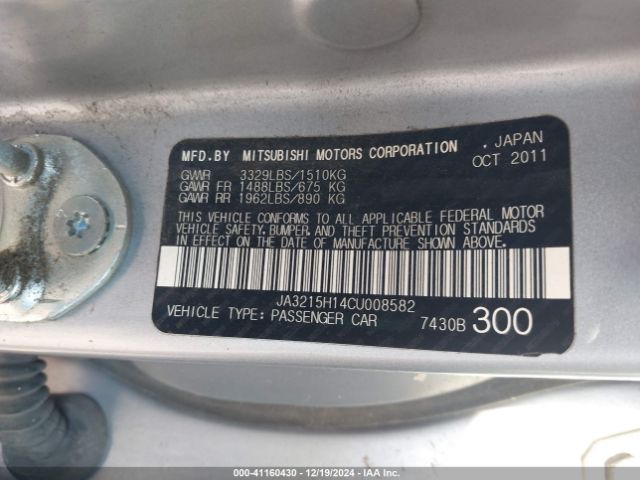 MFD.BY MITSUBISHI MOTORS CORPORATION , JAPAN
GVWR 3329LBS/1510KG OCT 2011
GAWR FR 1488LBS/675 KG
GAWR RR 1962LBS/890 KG
THIS VEHICLE CONFORMS TO ALL APPLICABLE FEDERAL MOTOR
VEHICLE SAFETY, BUMPER, AND THEFT PREVENTION STANDARDS
IN EFFECT ON THE DATE OF MANUFACTURE SHOWN ABOVE.
JA3215H14CU008582
VEHICLE TYPE: PASSENGER CAR 7430B 300
000-41160430 - 12/19/2024 - IAAI.COM